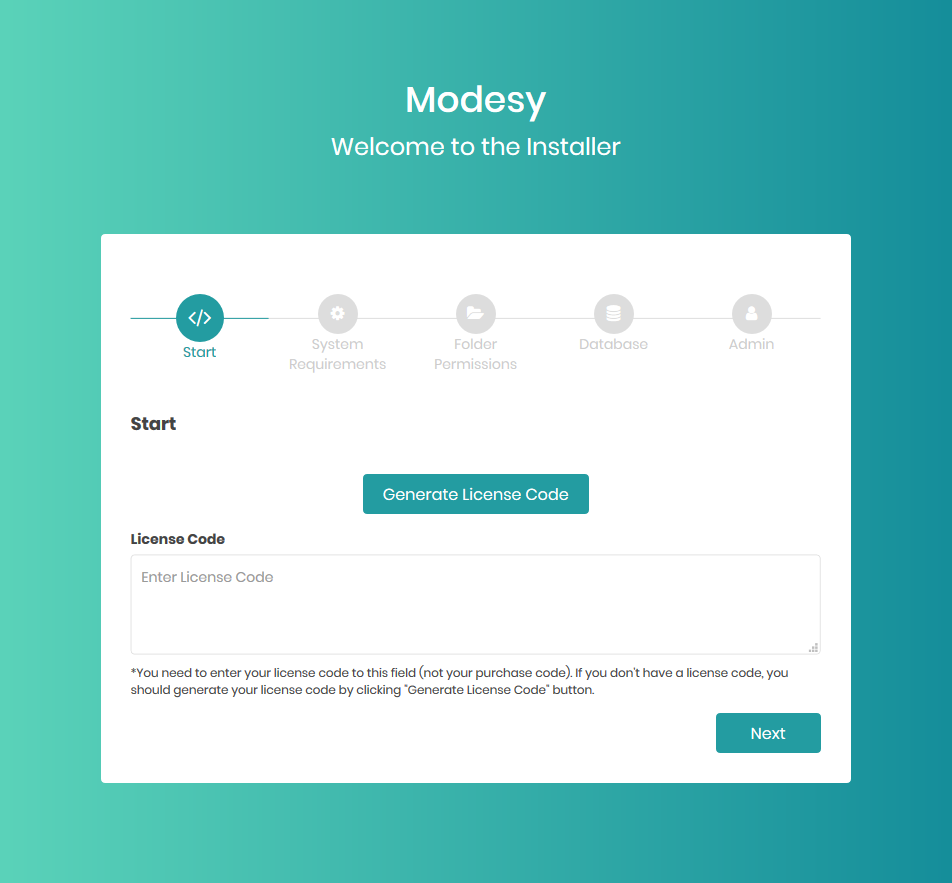 Modesy
Welcome to the Installer
Start
System
Requirements
Folder
Permissions
Database
Admin
Start
Generate License Code
License Code
Enter License Code
*You need to enter your license code to this field (not your purchase code). If you don't have a license code, you
should generate your license code by clicking "Generate License Code" button.
Next